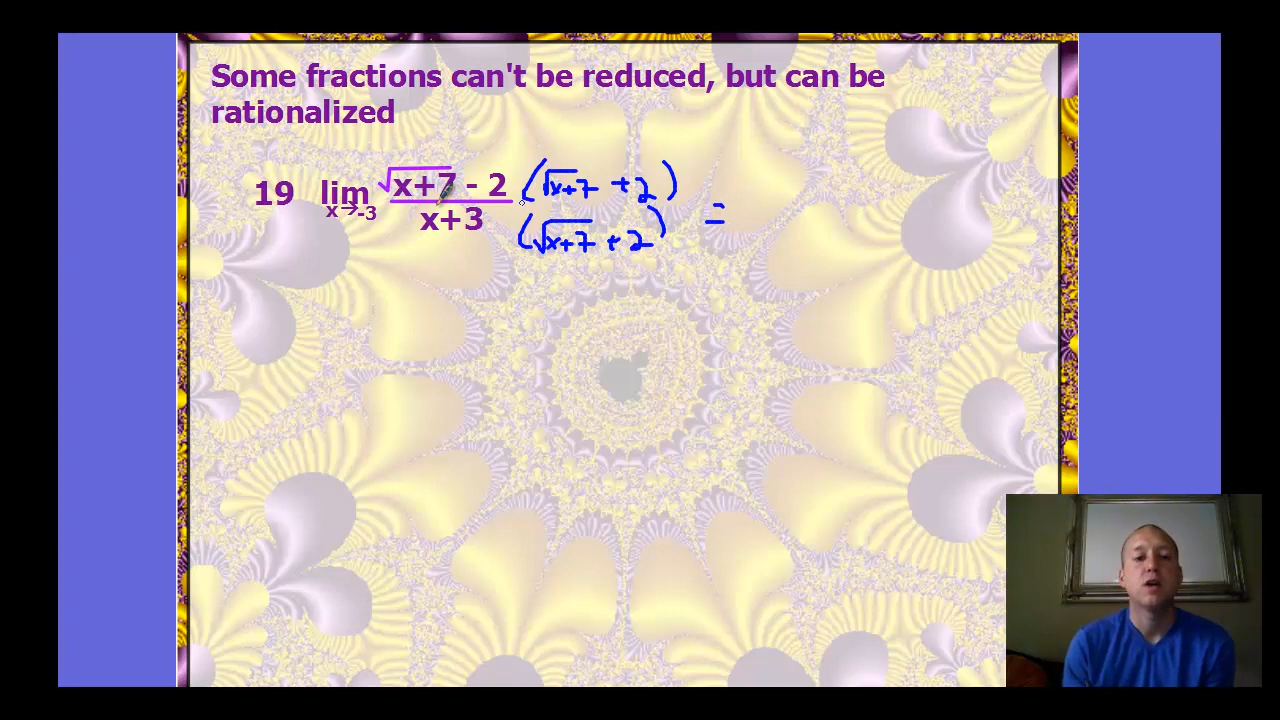 Some fractions can't be reduced, but can be
rationalized
19 lim x→-3 √x+7 - 2 / x+3 · (√x+7 + 2) / (√x+7 + 2) =